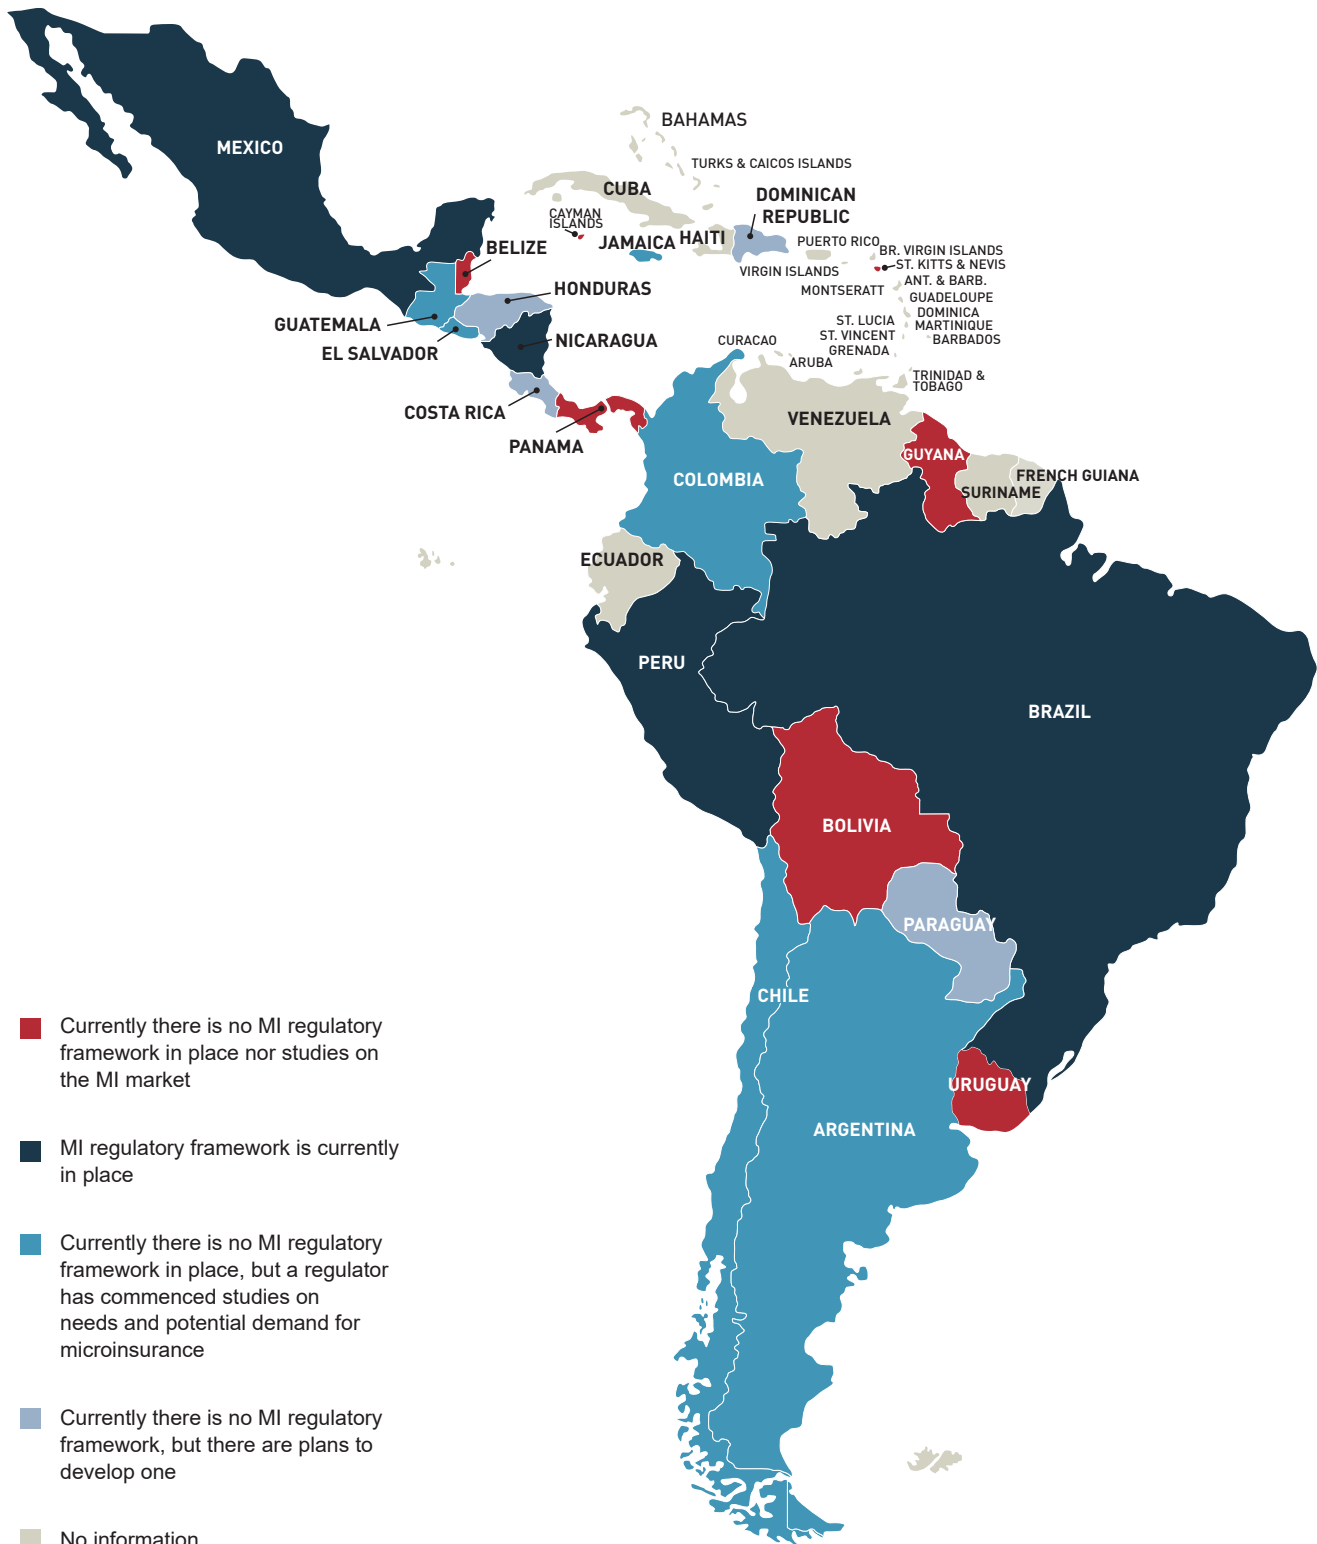 MEXICO
BAHAMAS
TURKS & CAICOS ISLANDS
CUBA
DOMINICAN
REPUBLIC
CAYMAN
ISLANDS
JAMAICA
HAITI
PUERTO RICO
BELIZE
BR. VIRGIN ISLANDS
ST. KITTS & NEVIS
VIRGIN ISLANDS
ANT. & BARB.
HONDURAS
MONTSERATT
GUADELOUPE
DOMINICA
GUATEMALA
ST. LUCIA
MARTINIQUE
ST. VINCENT
BARBADOS
EL SALVADOR
NICARAGUA
CURACAO
GRENADA
ARUBA
TRINIDAD &
TOBAGO
COSTA RICA
VENEZUELA
PANAMA
GUYANA
COLOMBIA
FRENCH GUIANA
SURINAME
ECUADOR
PERU
BRAZIL
BOLIVIA
PARAGUAY
CHILE
URUGUAY
ARGENTINA
Currently there is no MI regulatory
framework in place nor studies on
the MI market
MI regulatory framework is currently
in place
Currently there is no MI regulatory
framework in place, but a regulator
has commenced studies on
needs and potential demand for
microinsurance
Currently there is no MI regulatory
framework, but there are plans to
develop one
No information